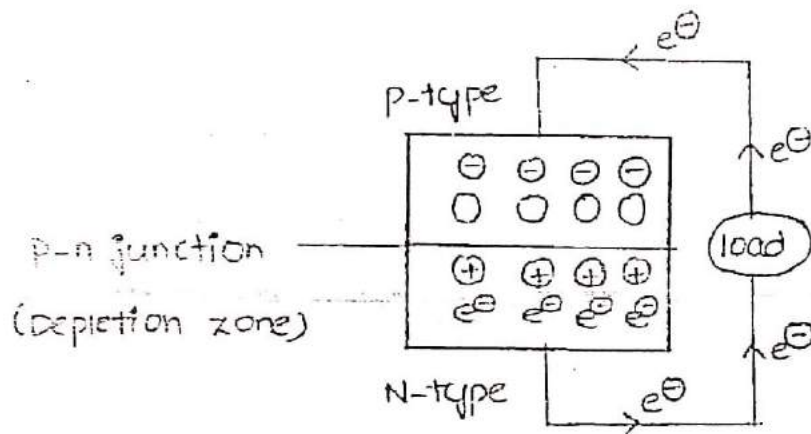 e⊖
P-type
⊖ ⊖ ⊖ ⊖
e⊖
load
p-n junction
(Depletion zone)
⊕ ⊕ ⊕ ⊕
e⊖ e⊖ e⊖ e⊖
e⊖
N-type
e⊖